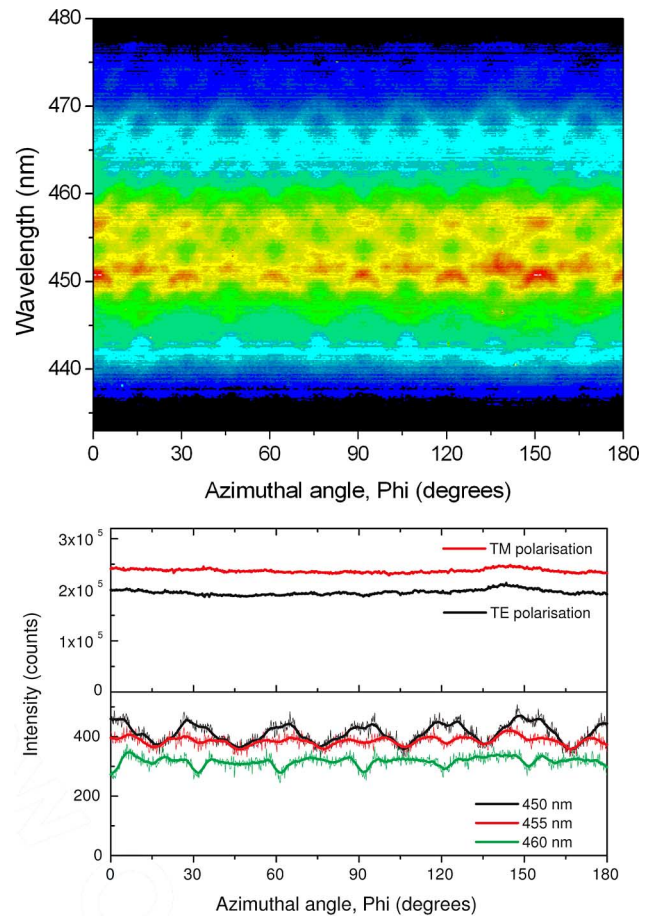 480
470
460
450
440
Wavelength (nm)
0 30 60 90 120 150 180
Azimuthal angle, Phi (degrees)
3x10 5
2x10 5
1x10 5
0
TM polarisation
TE polarisation
Intensity (counts)
400
200
0
450 nm
455 nm
460 nm
0 30 60 90 120 150 180
Azimuthal angle, Phi (degrees)